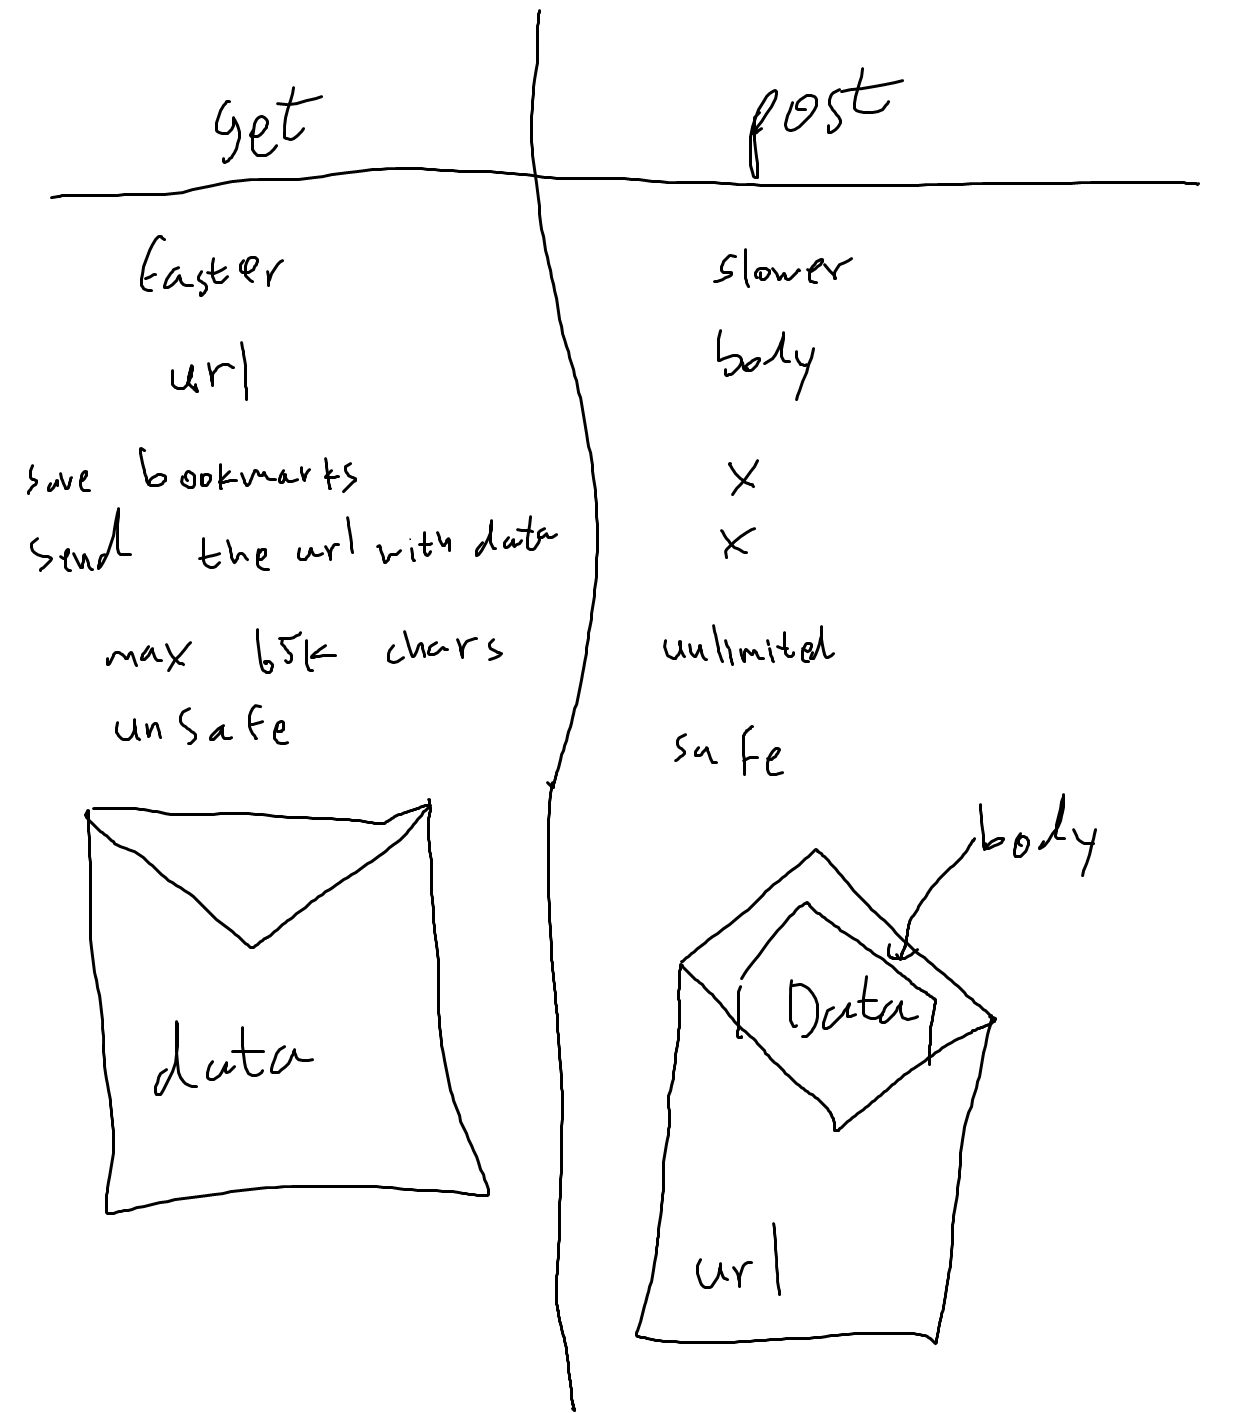 get post
faster slower
url body
save bookmarks x
send the url with data x
max 65k chars unlimited
unsafe safe
body
Data
data
url